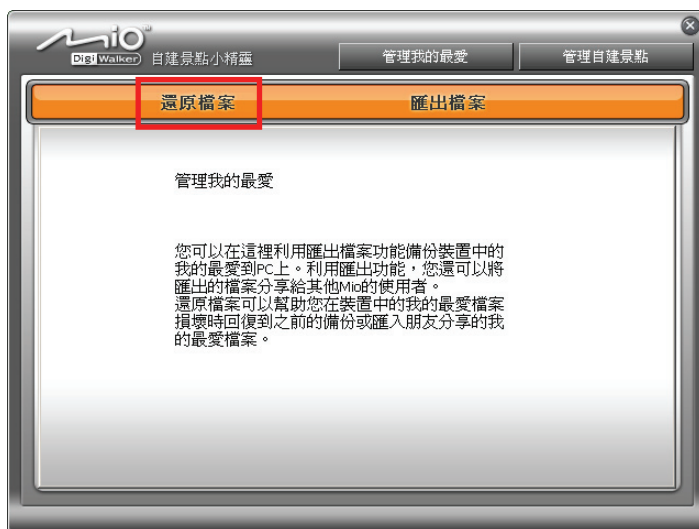 Mio™
DigiWalker 自建景點小精靈
管理我的最愛
管理自建景點
還原檔案
匯出檔案
管理我的最愛
您可以在這裡利用匯出檔案功能備份裝置中的
我的最愛到PC上。利用匯出功能，您還可以將
匯出的檔案分享給其他Mio的使用者。
還原檔案可以幫助您在裝置中的我的最愛檔案
損壞時回復到之前的備份或匯入朋友分享的我
的最愛檔案。